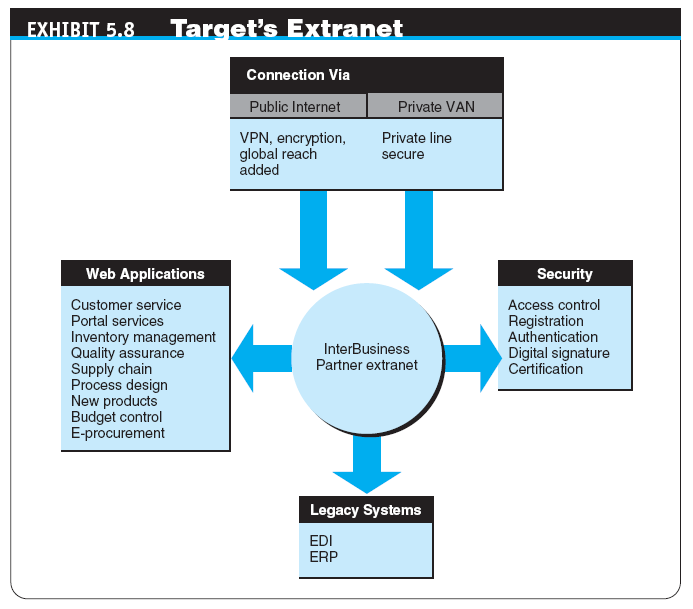 EXHIBIT 5.8 Target's Extranet
Connection Via
Public Internet
Private VAN
VPN, encryption,
global reach
added
Private line
secure
Web Applications
Customer service
Portal services
Inventory management
Quality assurance
Supply chain
Process design
New products
Budget control
E-procurement
InterBusiness
Partner extranet
Security
Access control
Registration
Authentication
Digital signature
Certification
Legacy Systems
EDI
ERP